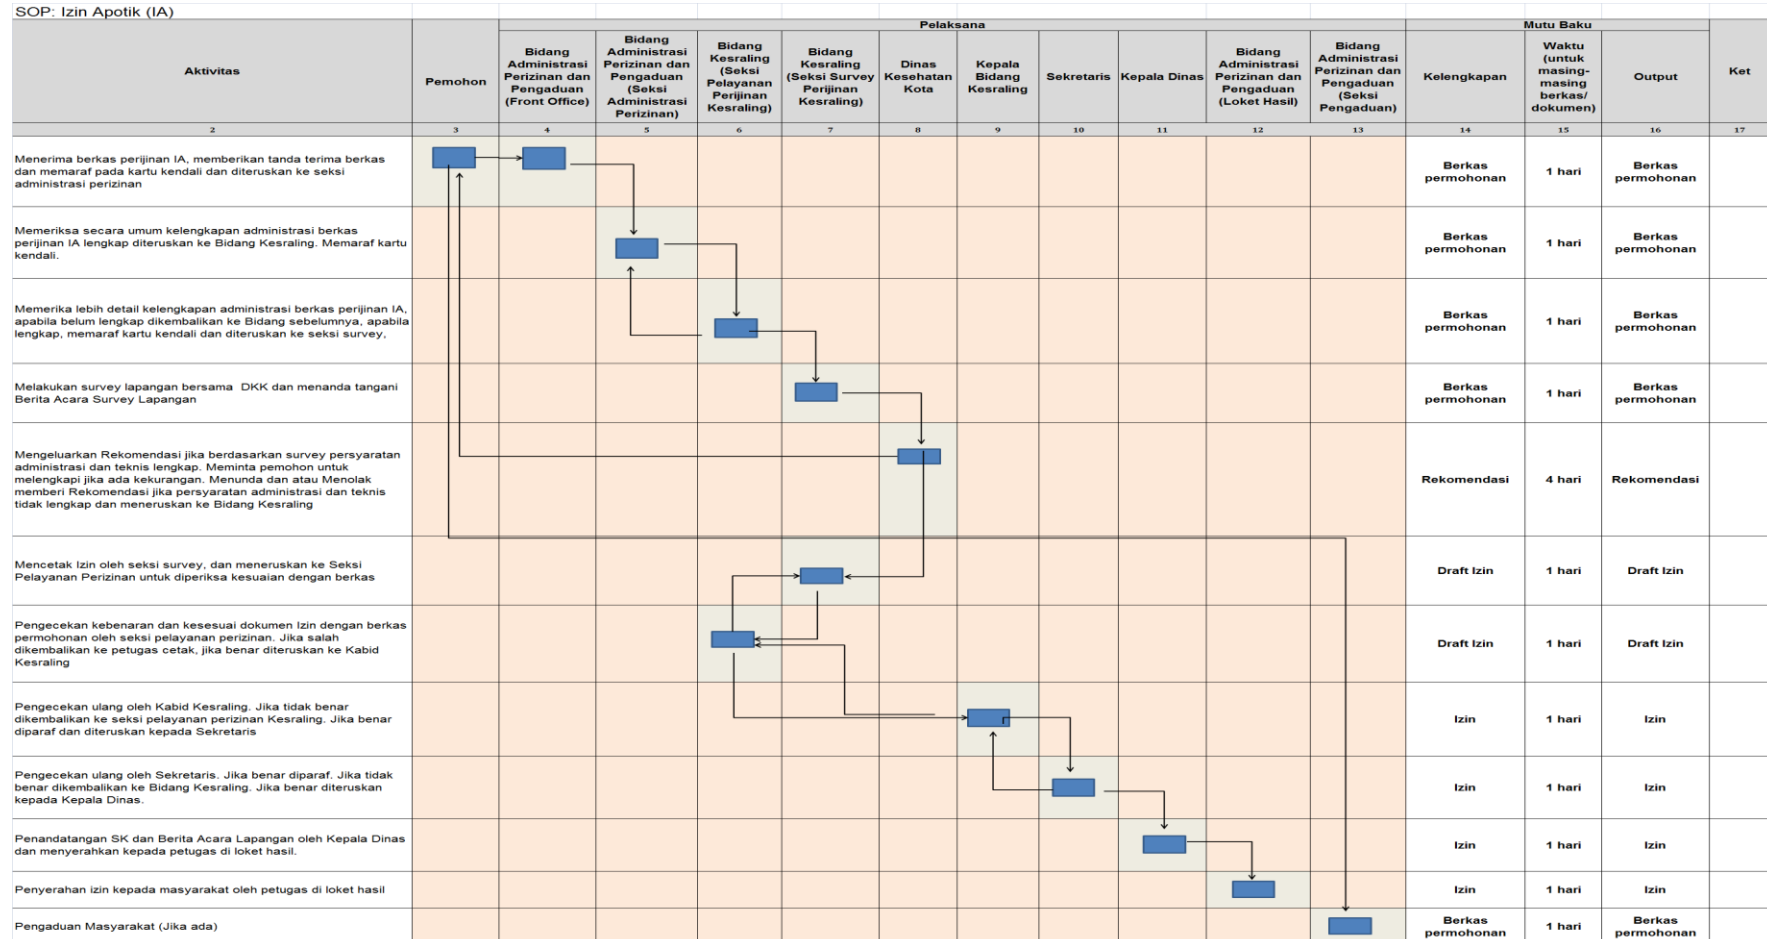 SOP: Izin Apotik (IA)
Pelaksana
Mutu Baku
Aktivitas
Pemohon
Bidang
Administrasi
Perizinan dan
Pengaduan
(Front Office)
Bidang
Administrasi
Perizinan dan
Pengaduan
(Seksi
Administrasi
Perizinan)
Bidang
Kesraling
(Seksi
Pelayanan
Perijinan
Kesraling)
Bidang
Kesraling
(Seksi Survey
Perijinan
Kesraling)
Dinas
Kesehatan
Kota
Kepala
Bidang
Kesraling
Sekretaris
Kepala Dinas
Bidang
Administrasi
Perizinan dan
Pengaduan
(Loket Hasil)
Bidang
Administrasi
Perizinan dan
Pengaduan
(Seksi
Pengaduan)
Kelengkapan
Waktu
(untuk
masing-
masing
berkas/
dokumen)
Output
Ket
2 3 4 5 6 7 8 9 10 11 12 13 14 15 16 17
Menerima berkas perijinan IA, memberikan tanda terima berkas
dan memaraf pada kartu kendali dan diteruskan ke seksi
administrasi perizinan
Berkas
permohonan
1 hari
Berkas
permohonan
Memeriksa secara umum kelengkapan administrasi berkas
perijinan IA lengkap diteruskan ke Bidang Kesraling. Memaraf kartu
kendali.
Berkas
permohonan
1 hari
Berkas
permohonan
Memerika lebih detail kelengkapan administrasi berkas perijinan IA,
apabila belum lengkap dikembalikan ke Bidang sebelumnya, apabila
lengkap, memaraf kartu kendali dan diteruskan ke seksi survey,
Berkas
permohonan
1 hari
Berkas
permohonan
Melakukan survey lapangan bersama DKK dan menanda tangani
Berita Acara Survey Lapangan
Berkas
permohonan
1 hari
Berkas
permohonan
Mengeluarkan Rekomendasi jika berdasarkan survey persyaratan
administrasi dan teknis lengkap. Meminta pemohon untuk
melengkapi jika ada kekurangan. Menunda dan atau Menolak
memberi Rekomendasi jika persyaratan administrasi dan teknis
tidak lengkap dan meneruskan ke Bidang Kesraling
Rekomendasi
4 hari
Rekomendasi
Mencetak Izin oleh seksi survey, dan meneruskan ke Seksi
Pelayanan Perizinan untuk diperiksa kesuaian dengan berkas
Draft Izin
1 hari
Draft Izin
Pengecekan kebenaran dan kesesuai dokumen Izin dengan berkas
permohonan oleh seksi pelayanan perizinan. Jika salah
dikembalikan ke petugas cetak, jika benar diteruskan ke Kabid
Kesraling
Draft Izin
1 hari
Draft Izin
Pengecekan ulang oleh Kabid Kesraling. Jika tidak benar
dikembalikan ke seksi pelayanan perizinan Kesraling. Jika benar
diparaf dan diteruskan kepada Sekretaris
Izin
1 hari
Izin
Pengecekan ulang oleh Sekretaris. Jika benar diparaf. Jika tidak
benar dikembalikan ke Bidang Kesraling. Jika benar diteruskan
kepada Kepala Dinas.
Izin
1 hari
Izin
Penandatangan SK dan Berita Acara Lapangan oleh Kepala Dinas
dan menyerahkan kepada petugas di loket hasil.
Izin
1 hari
Izin
Penyerahan izin kepada masyarakat oleh petugas di loket hasil
Izin
1 hari
Izin
Pengaduan Masyarakat (Jika ada)
Berkas
permohonan
1 hari
Berkas
permohonan